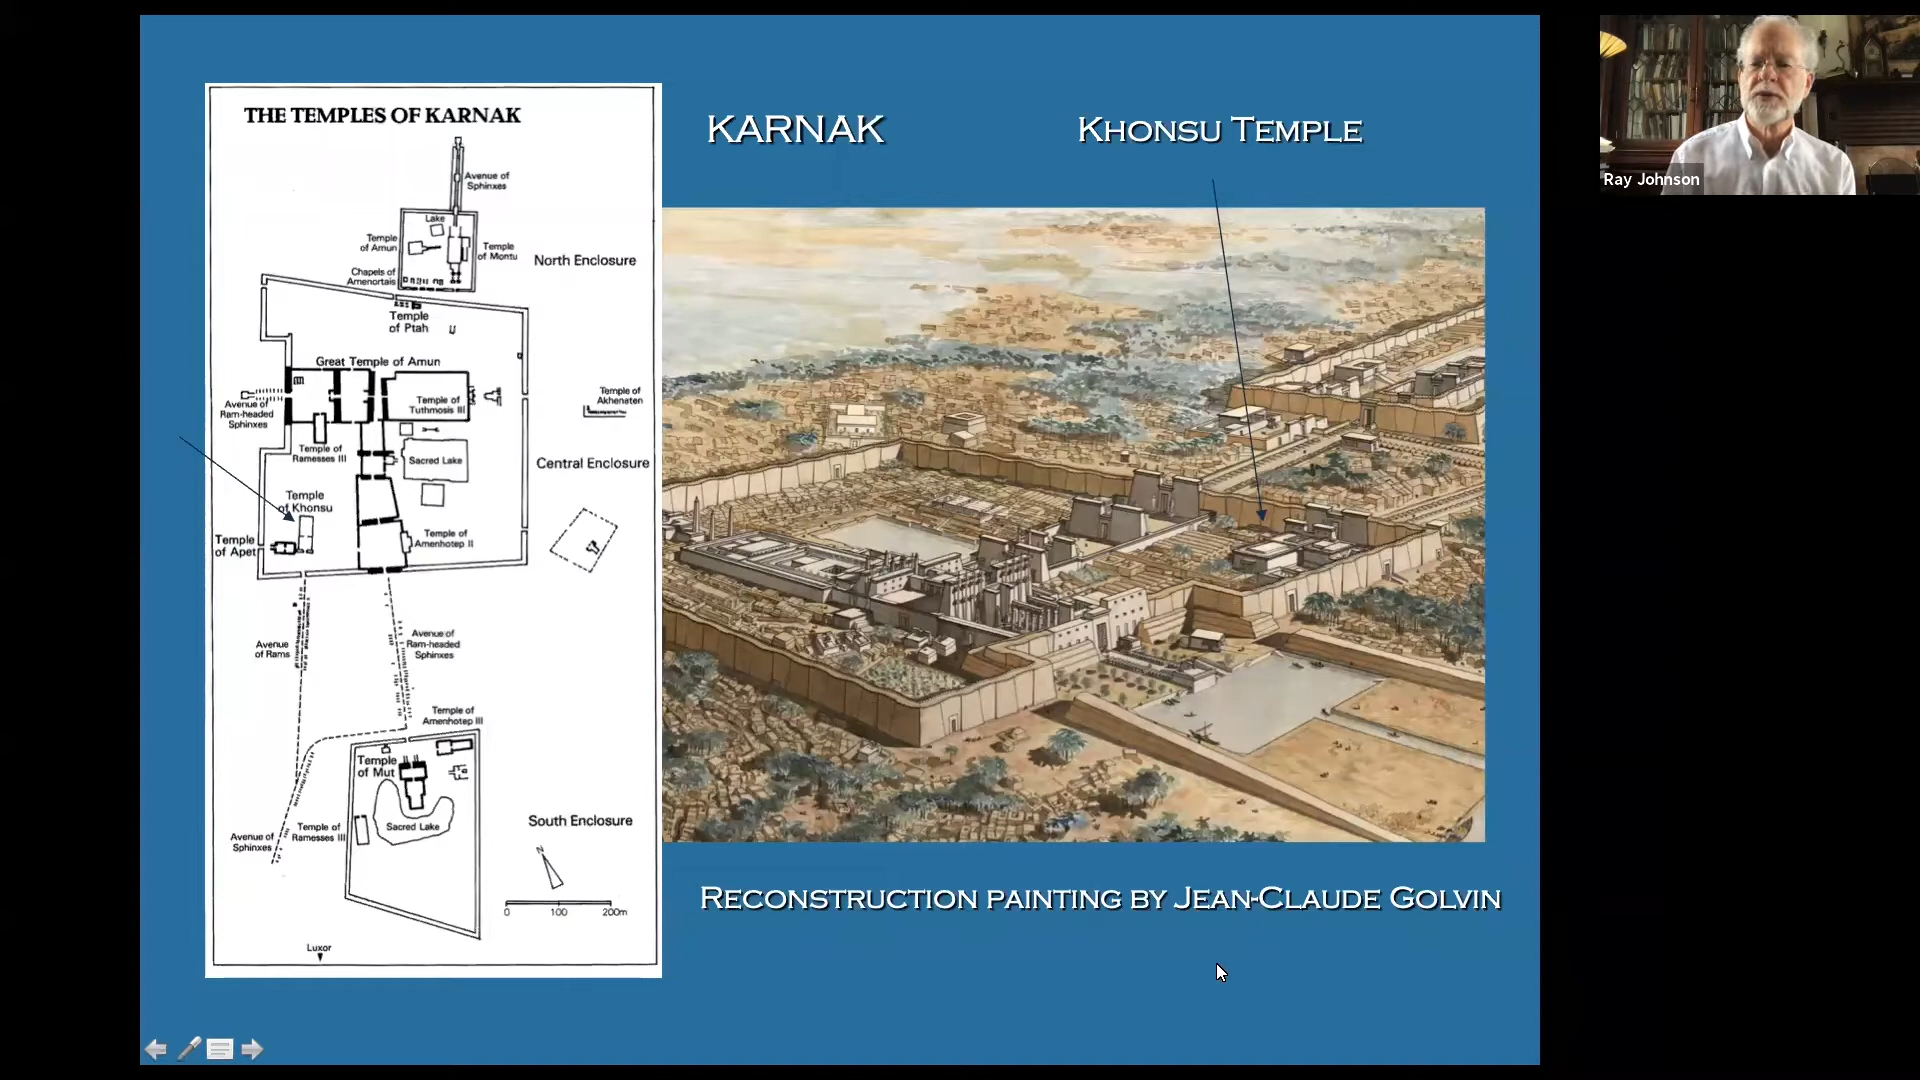 THE TEMPLES OF KARNAK
Avenue of
Sphinxes
Lake
Temple
of Amun
Temple
of Montu
North Enclosure
Chapels of
Amenortais
Temple
of Ptah
Great Temple of Amun
Temple of
Tuthmosis III
Temple of
Akhenaten
Avenue of
Ram-headed
Sphinxes
Temple of
Ramesses III
Sacred Lake
Central Enclosure
Temple
of Khonsu
Temple
of Apet
Temple of
Amenhotep II
Avenue
of Rams
Avenue of
Ram-headed
Sphinxes
Temple of
Amenhotep III
Temple
of Mut
Avenue of
Sphinxes
Temple of
Ramesses III
Sacred Lake
South Enclosure
N
0 100 200m
Luxor
KARNAK
KHONSU TEMPLE
RECONSTRUCTION PAINTING BY JEAN-CLAUDE GOLVIN
Ray Johnson